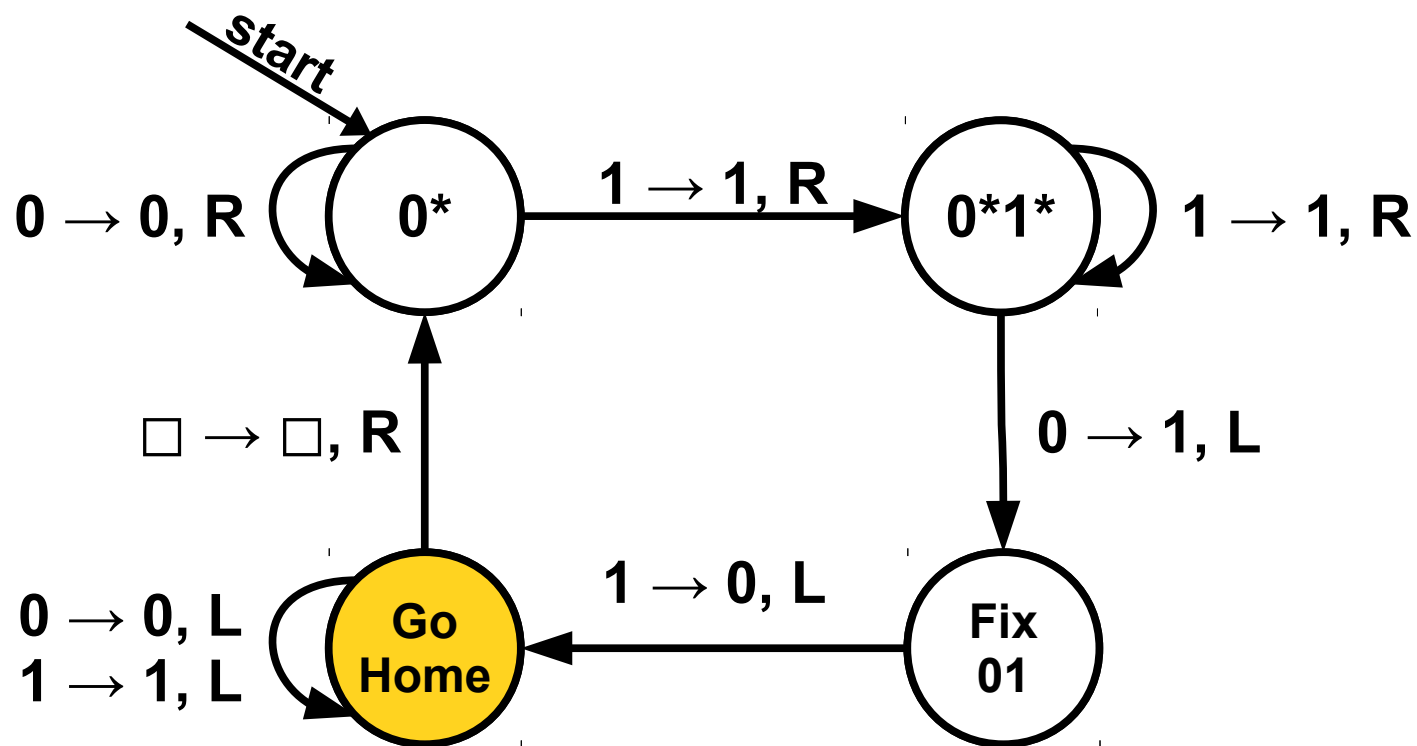 start
0 → 0, R
0*
1 → 1, R
0*1*
1 → 1, R
□ → □, R
0 → 1, L
0 → 0, L
1 → 1, L
Go
Home
1 → 0, L
Fix
01